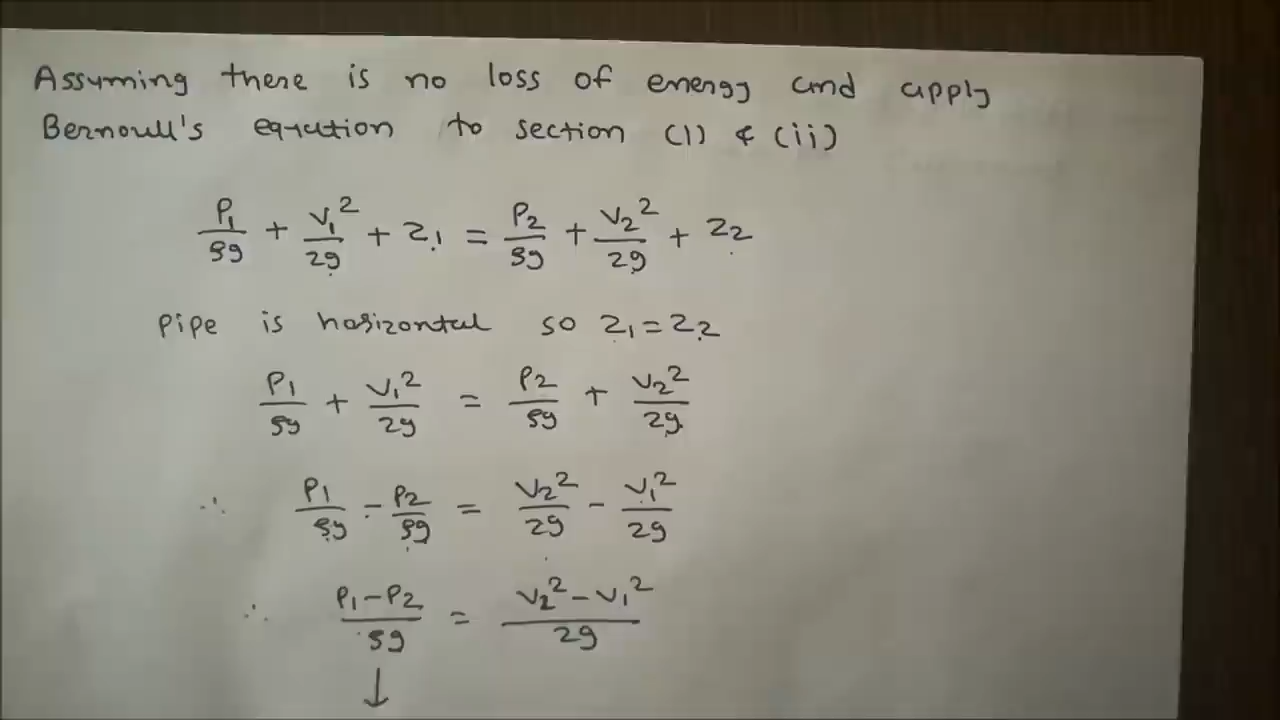 Assuming there is no loss of energy and apply
Bernoull's equation to section (1) & (ii)
P₁/ρg + V₁²/2g + Z₁ = P₂/ρg + V₂²/2g + Z₂
pipe is horizontal so Z₁ = Z₂
P₁/ρg + V₁²/2g = P₂/ρg + V₂²/2g
∴ P₁/ρg - P₂/ρg = V₂²/2g - V₁²/2g
∴ P₁-P₂/ρg = V₂²-V₁²/2g
↓